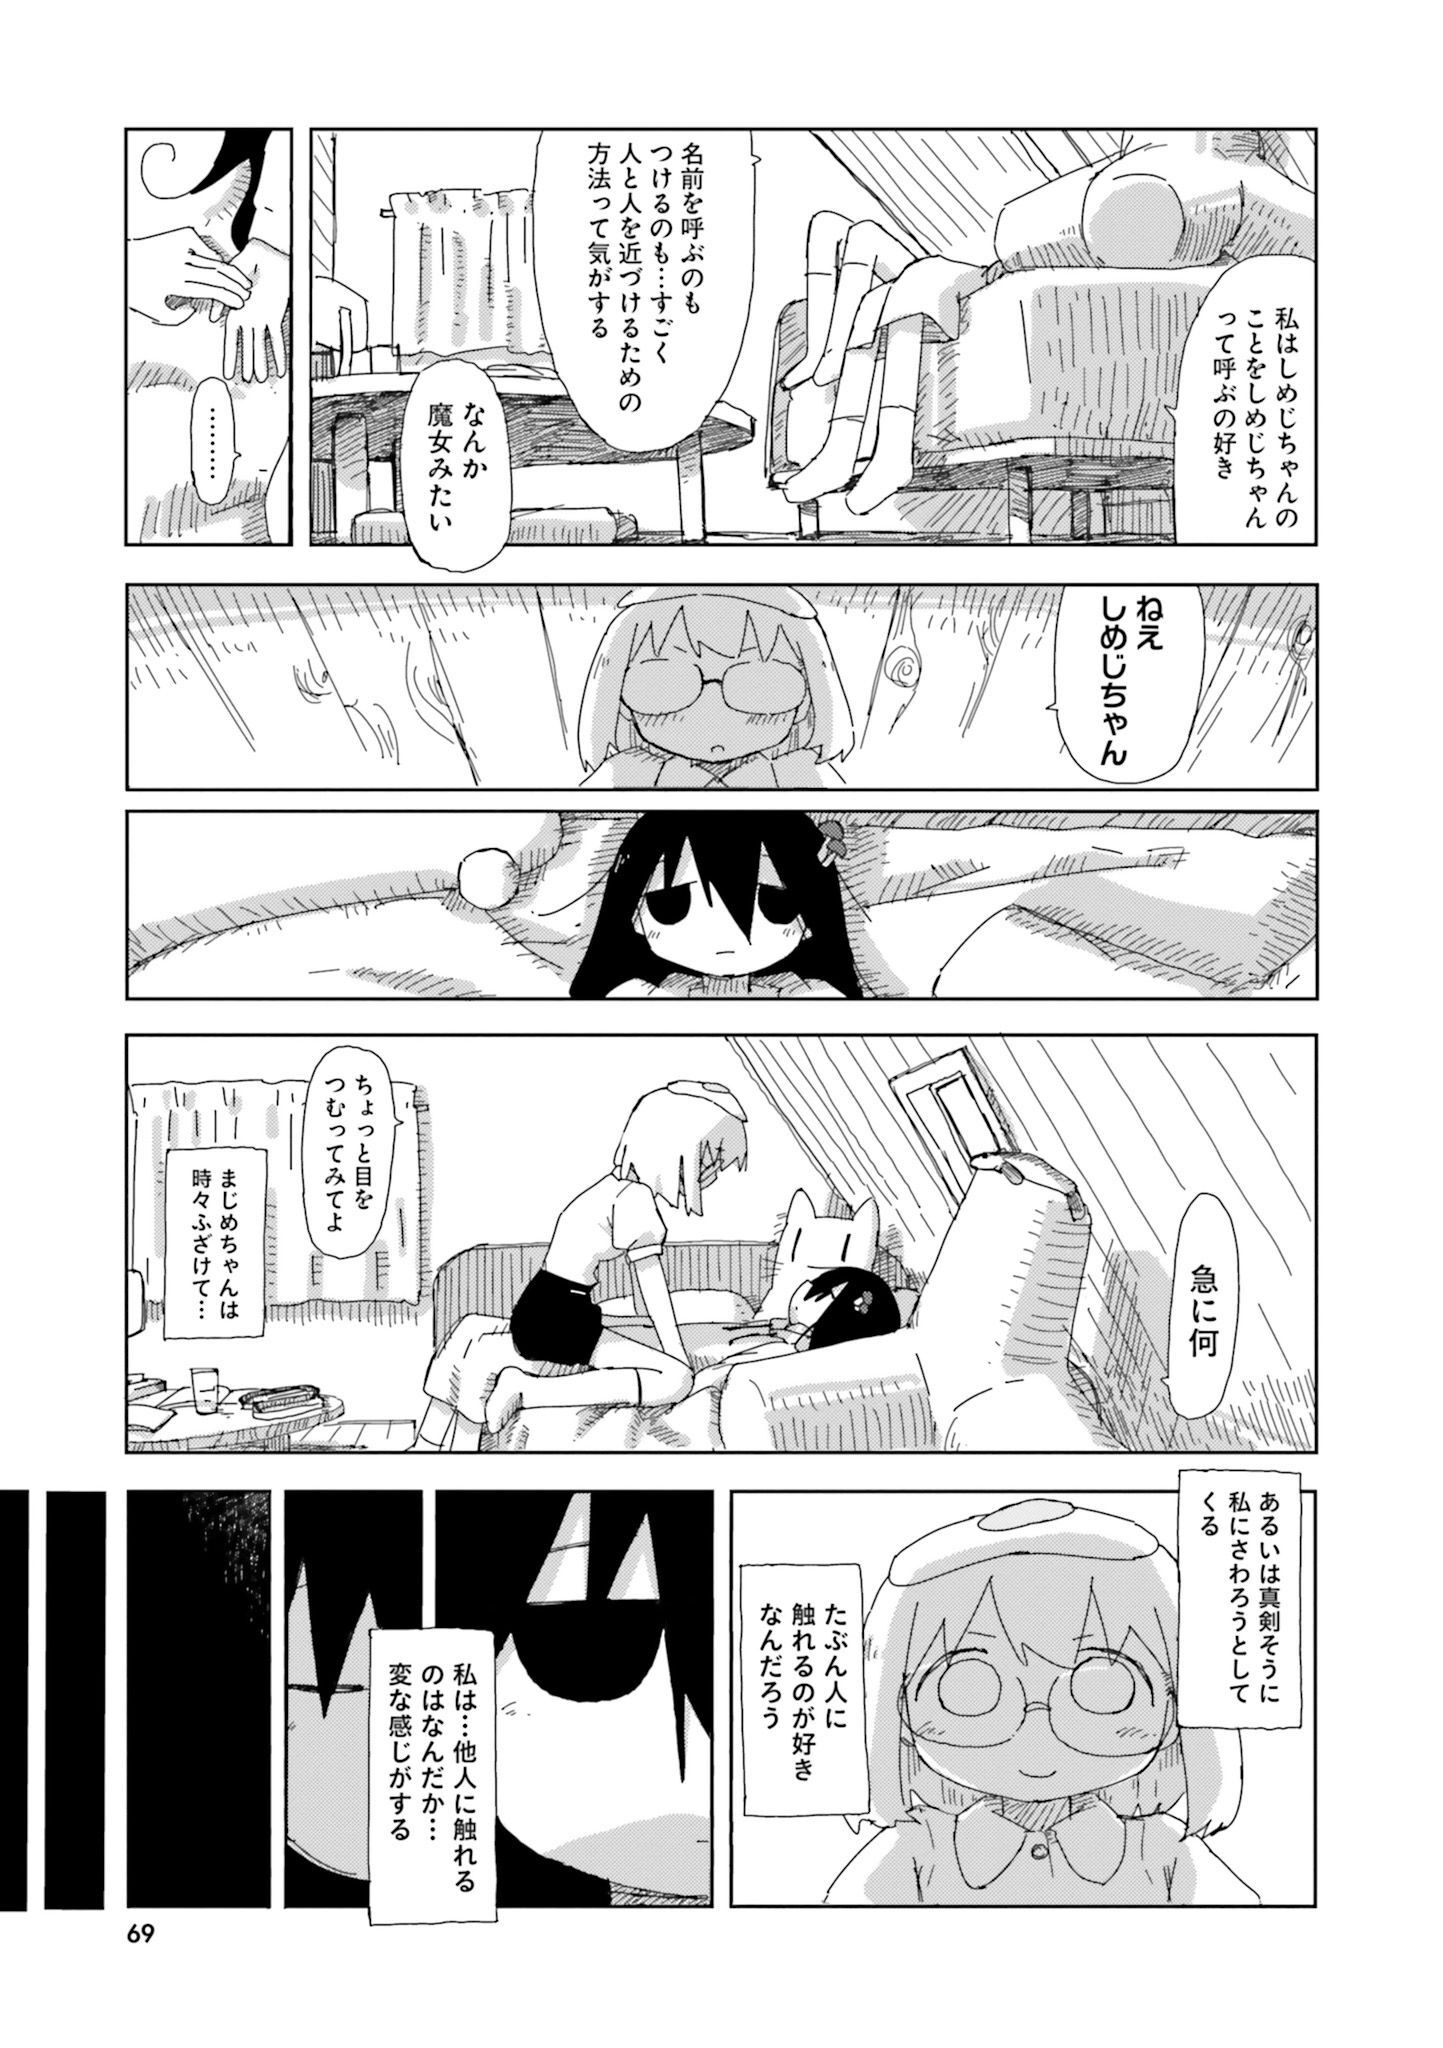 私はしめじちゃんの
ことをしめじちゃん
って呼ぶの好き
名前を呼ぶのも
つけるのも…すごく
人と人を近づけるための
方法って気がする
なんか
魔女みたい
………
ねえ
しめじちゃん
急に何
ちょっと目を
つむってみてよ
まじめちゃんは
時々ふざけて…
あるいは真剣そうに
私にさわろうとして
くる
たぶん人に
触れるのが好き
なんだろう
私は…他人に触れる
のはなんだか…
変な感じがする
69